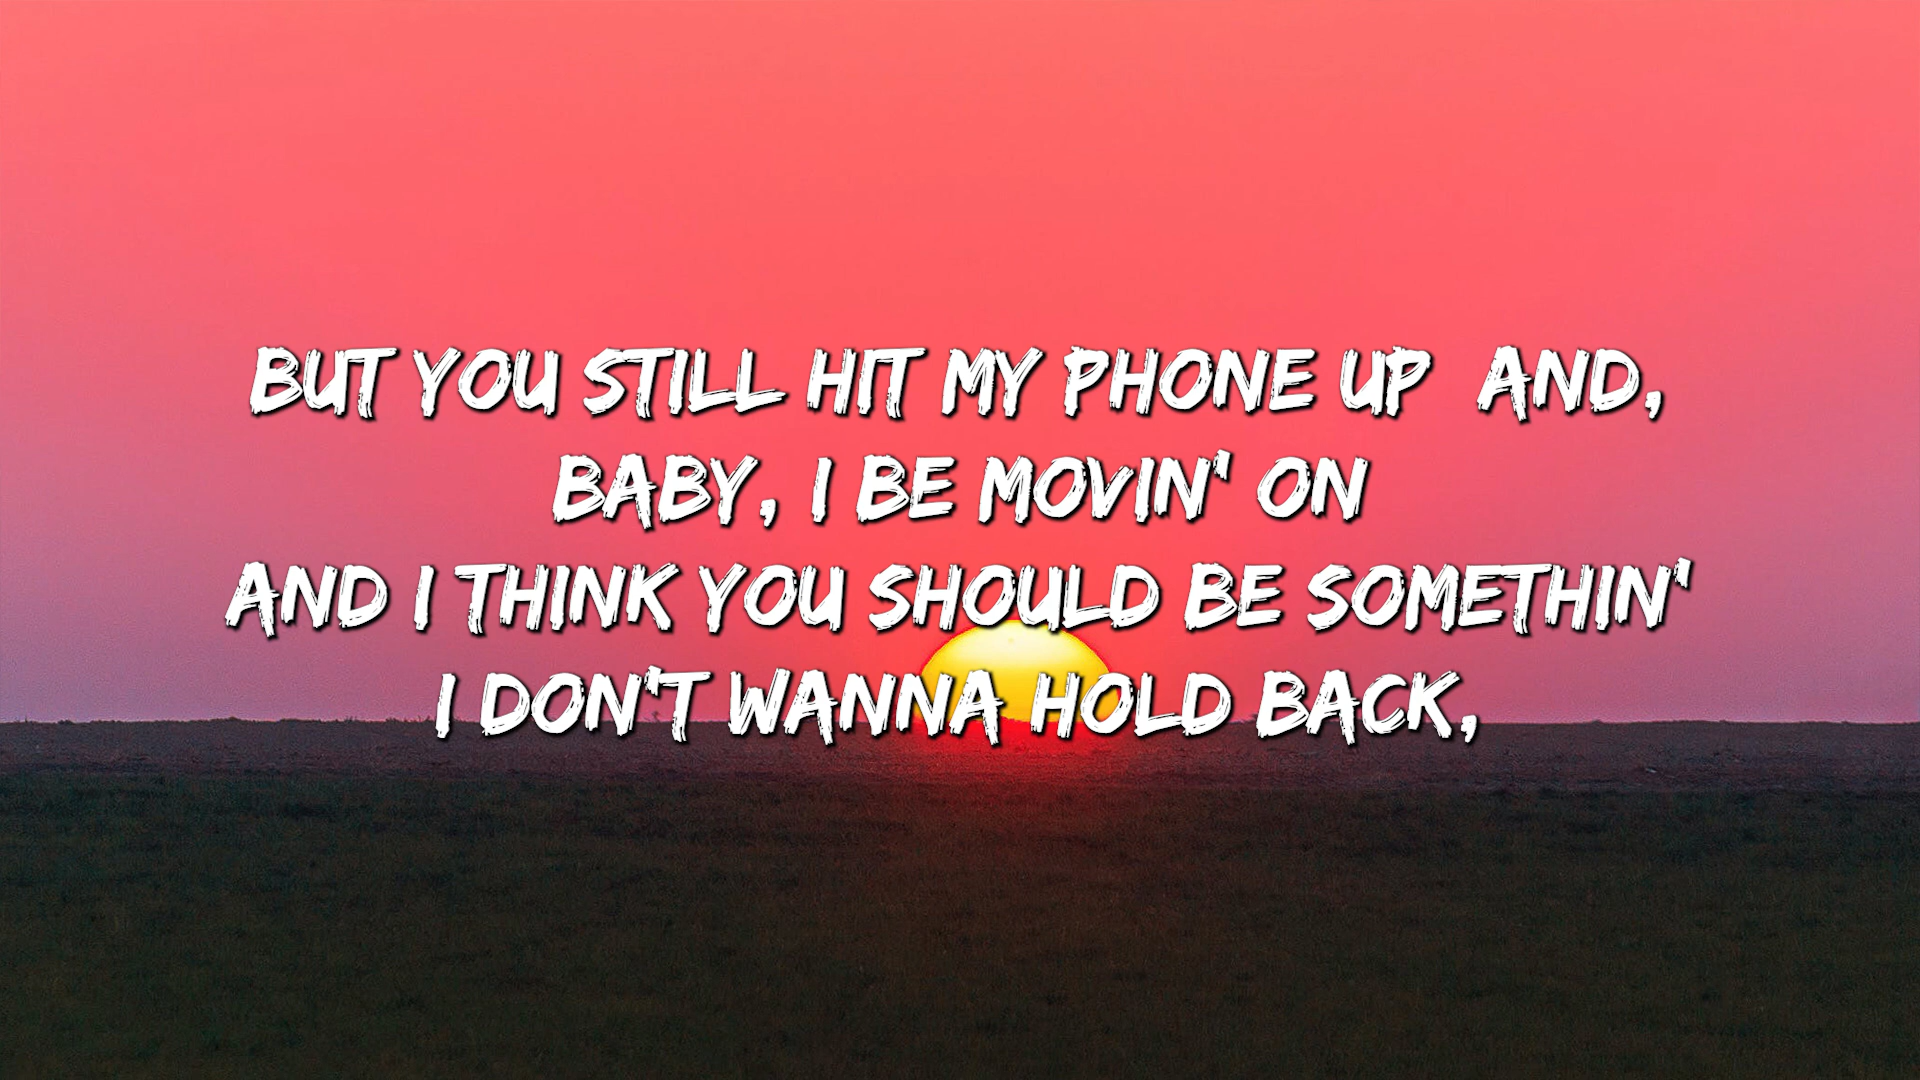 BUT YOU STILL HIT MY PHONE UP  AND,
BABY, I BE MOVIN' ON
AND I THINK YOU SHOULD BE SOMETHIN'
I DON'T WANNA HOLD BACK,